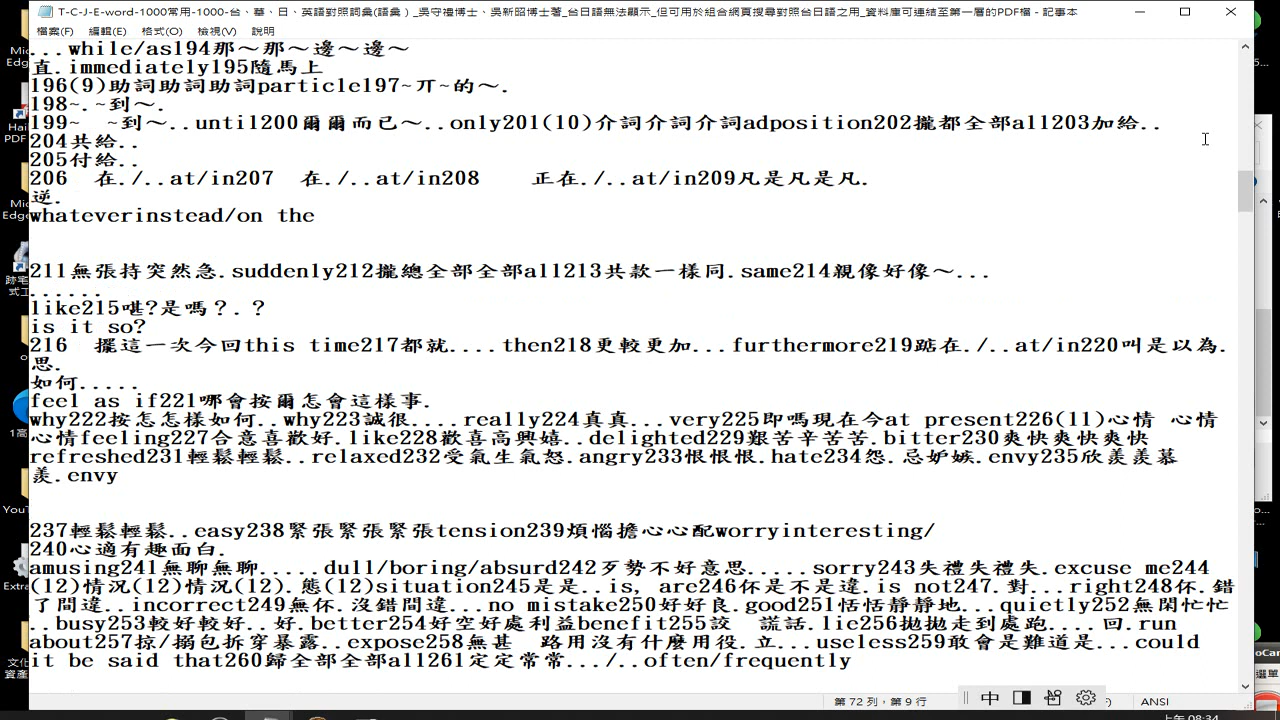 T-C-J-E-word-1000常用-1000-台、華、日、英語對照詞彙(語彙）_吳守禮博士、吳新昭博士著_台日語無法顯示_但可用於組合網頁搜尋對照台日語之用_資料庫可連結至第一層的PDF檔 - 記事本
檔案(F) 編輯(E) 格式(O) 檢視(V) 說明
...while/as194那～那～邊～邊～
直.immediately195隨馬上
196(9)助詞助詞助詞particle197~丌~的～.
198~.~到～.
199~ ~到～..until200爾爾而已～..only201(10)介詞介詞介詞adposition202攏都全部all203加給..
204共給..
205付給..
206 在./..at/in207 在./..at/in208 正在./..at/in209凡是凡是凡.
逆.
whateverinstead/on the
211無張持突然急.suddenly212攏總全部全部all213共款一樣同.same214親像好像～...
......
like215嘅?是嗎？.？
is it so?
216 擺這一次今回this time217都就....then218更較更加...furthermore219踮在./..at/in220叫是以為.
思.
如何.....
feel as if221哪會按爾怎會這樣事.
why222按怎怎樣如何..why223誠很....really224真真...very225即嗎現在今at present226(11)心情 心情
心情feeling227合意喜歡好.like228歡喜高興嬉..delighted229艱苦辛苦苦.bitter230爽快爽快爽快
refreshed231輕鬆輕鬆..relaxed232受氣生氣怒.angry233恨恨恨.hate234怨.忌妒嫉.envy235欣羨羨慕
羨.envy
237輕鬆輕鬆..easy238緊張緊張緊張tension239煩惱擔心心配worryinteresting/
240心適有趣面白.
amusing241無聊無聊.....dull/boring/absurd242歹勢不好意思.....sorry243失禮失禮失.excuse me244
(12)情況(12)情況(12).態(12)situation245是是..is, are246伓是不是違.is not247.對...right248伓.錯
了間違..incorrect249無伓.沒錯間違...no mistake250好好良.good251恬恬靜靜地...quietly252無閑忙忙
..busy253較好較好..好.better254好空好處利益benefit255設 謊話.lie256拋拋走到處跑....回.run
about257掠/搦包拆穿暴露..expose258無甚 路用沒有什麼用役.立...useless259敢會是難道是...could
it be said that260歸全部全部all261定定常常.../..often/frequently
第 72 列，第 9 行
中
ANSI
上午 08:34